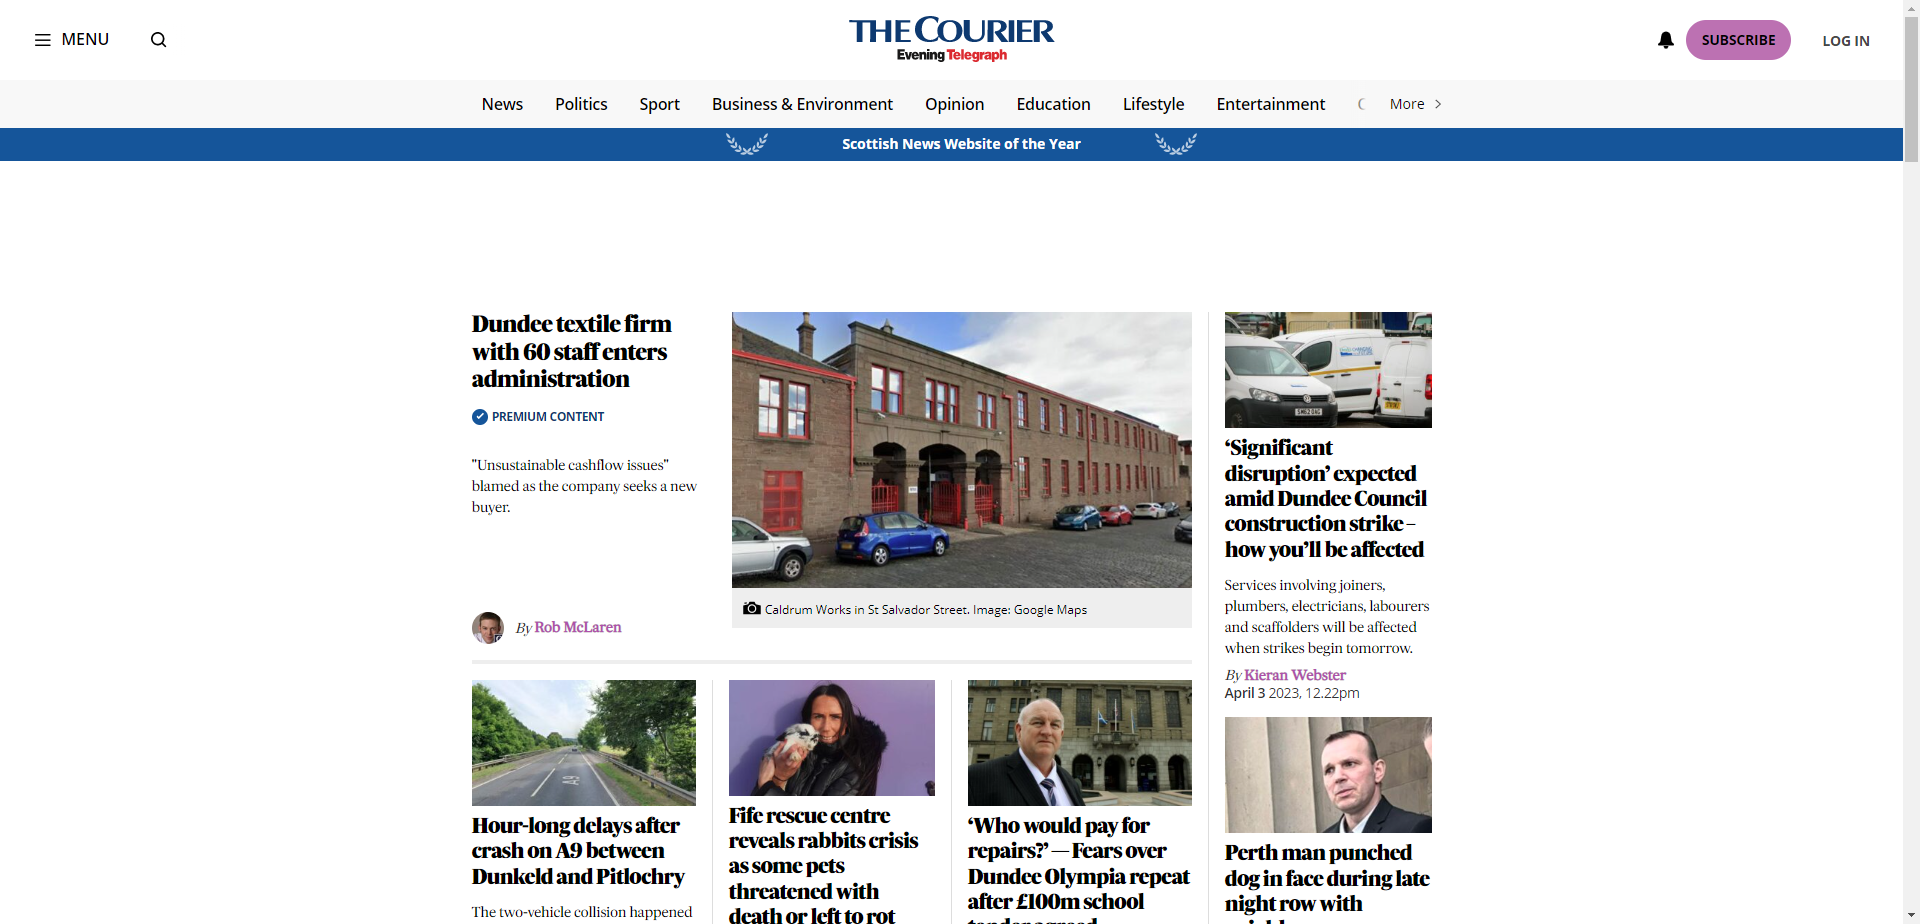 MENU
THE COURIER
Evening Telegraph
SUBSCRIBE
LOG IN
News
Politics
Sport
Business & Environment
Opinion
Education
Lifestyle
Entertainment
More
Scottish News Website of the Year
Dundee textile firm
with 60 staff enters
administration
PREMIUM CONTENT
"Unsustainable cashflow issues"
blamed as the company seeks a new
buyer.
By Rob McLaren
Caldrum Works in St Salvador Street. Image: Google Maps
‘Significant
disruption’ expected
amid Dundee Council
construction strike –
how you’ll be affected
Services involving joiners,
plumbers, electricians, labourers
and scaffolders will be affected
when strikes begin tomorrow.
By Kieran Webster
April 3 2023, 12.22pm
A9
Hour-long delays after
crash on A9 between
Dunkeld and Pitlochry
The two-vehicle collision happened
Fife rescue centre
reveals rabbits crisis
as some pets
threatened with
death or left to rot
‘Who would pay for
repairs?’ — Fears over
Dundee Olympia repeat
after £100m school
tender agreed
Perth man punched
dog in face during late
night row with